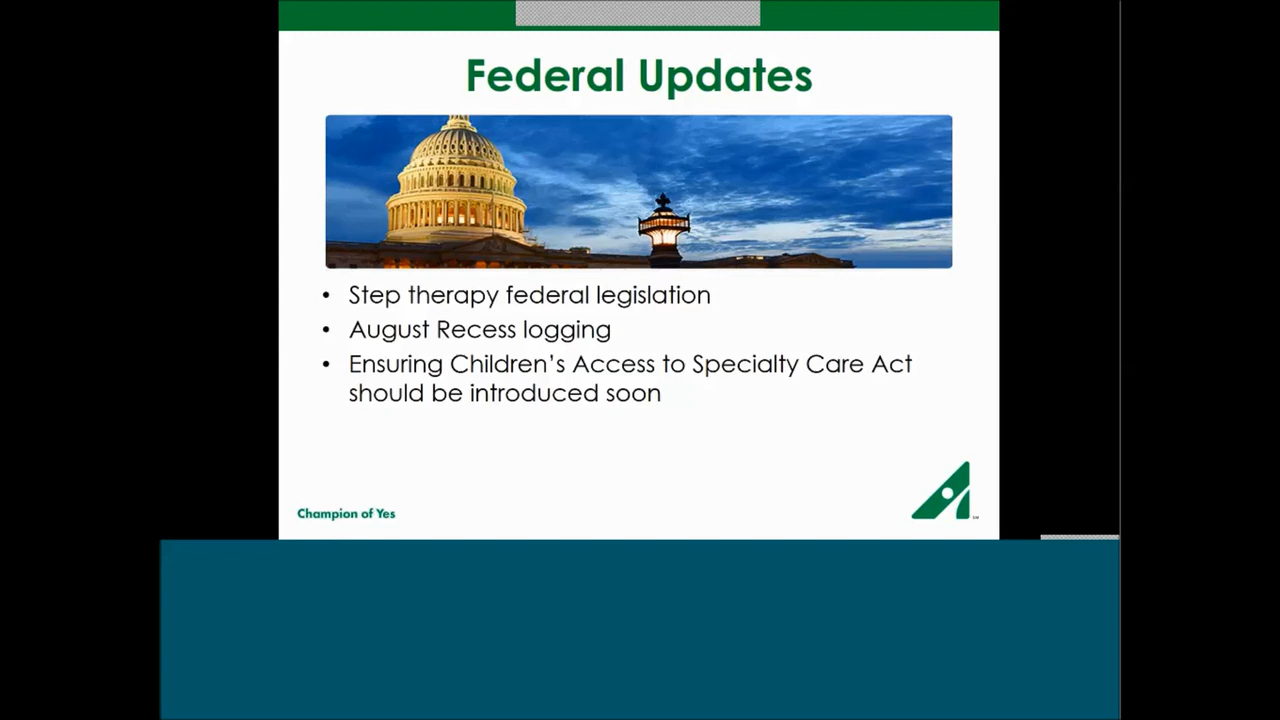 Federal Updates
• Step therapy federal legislation
• August Recess logging
• Ensuring Children’s Access to Specialty Care Act
should be introduced soon
Champion of Yes